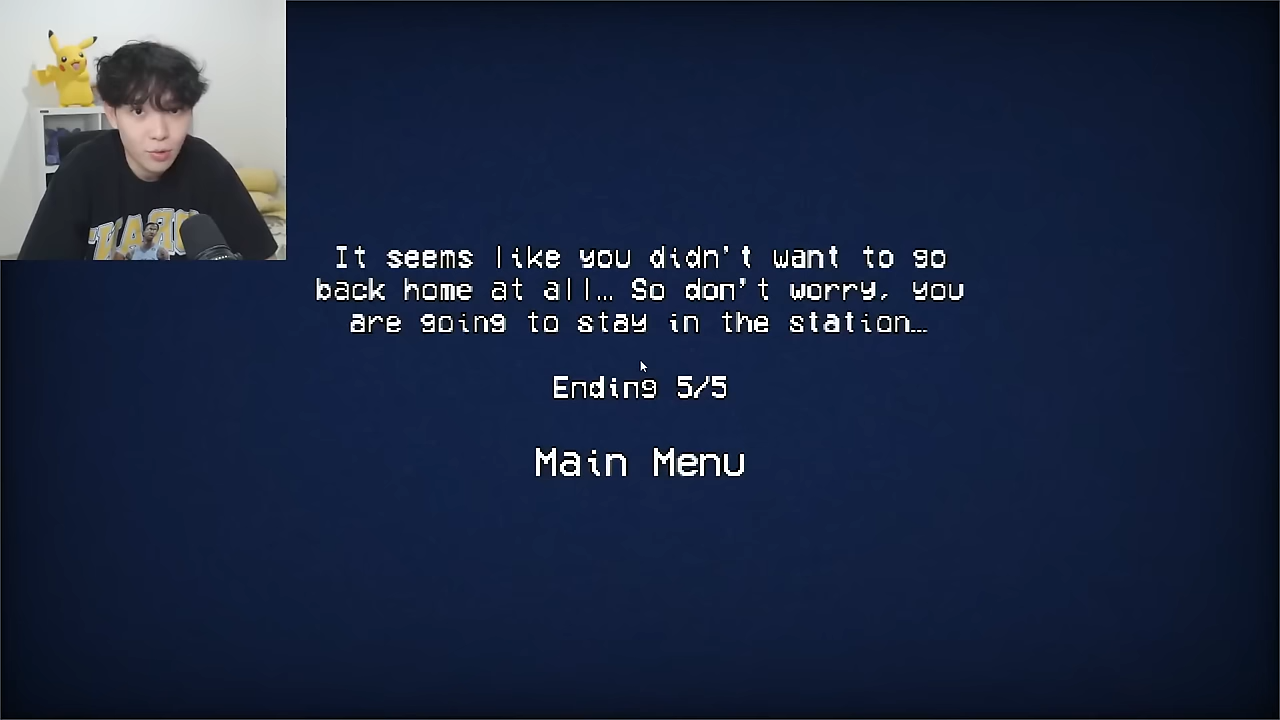 It seems like you didn't want to go
back home at all... So don't worry, you
are going to stay in the station...
Ending 5/5
Main Menu